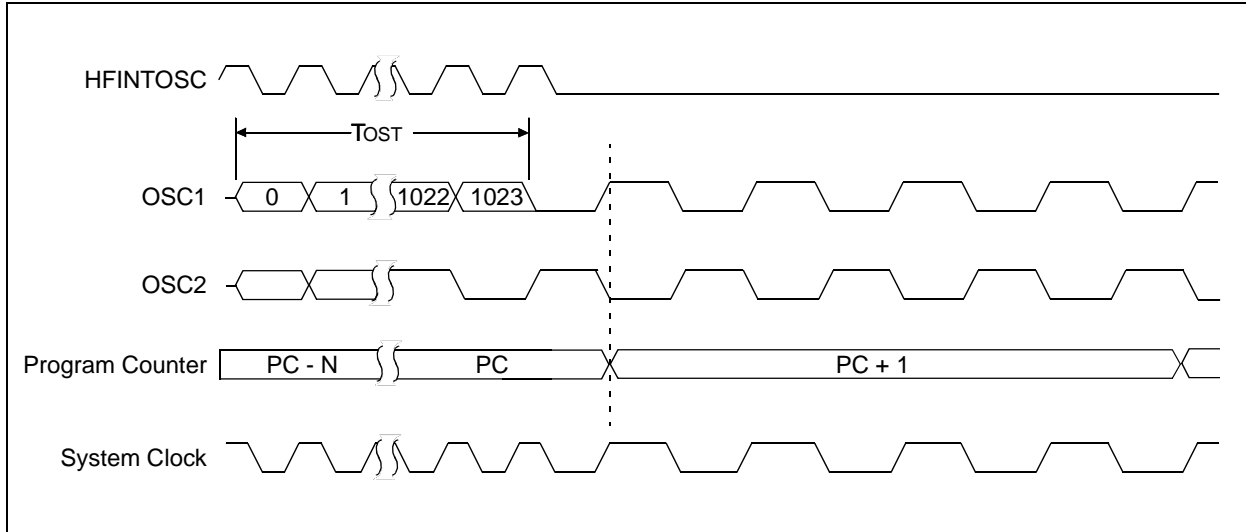 HFINTOSC
TOST
OSC1 0 1 1022 1023
OSC2
Program Counter PC - N PC PC + 1
System Clock